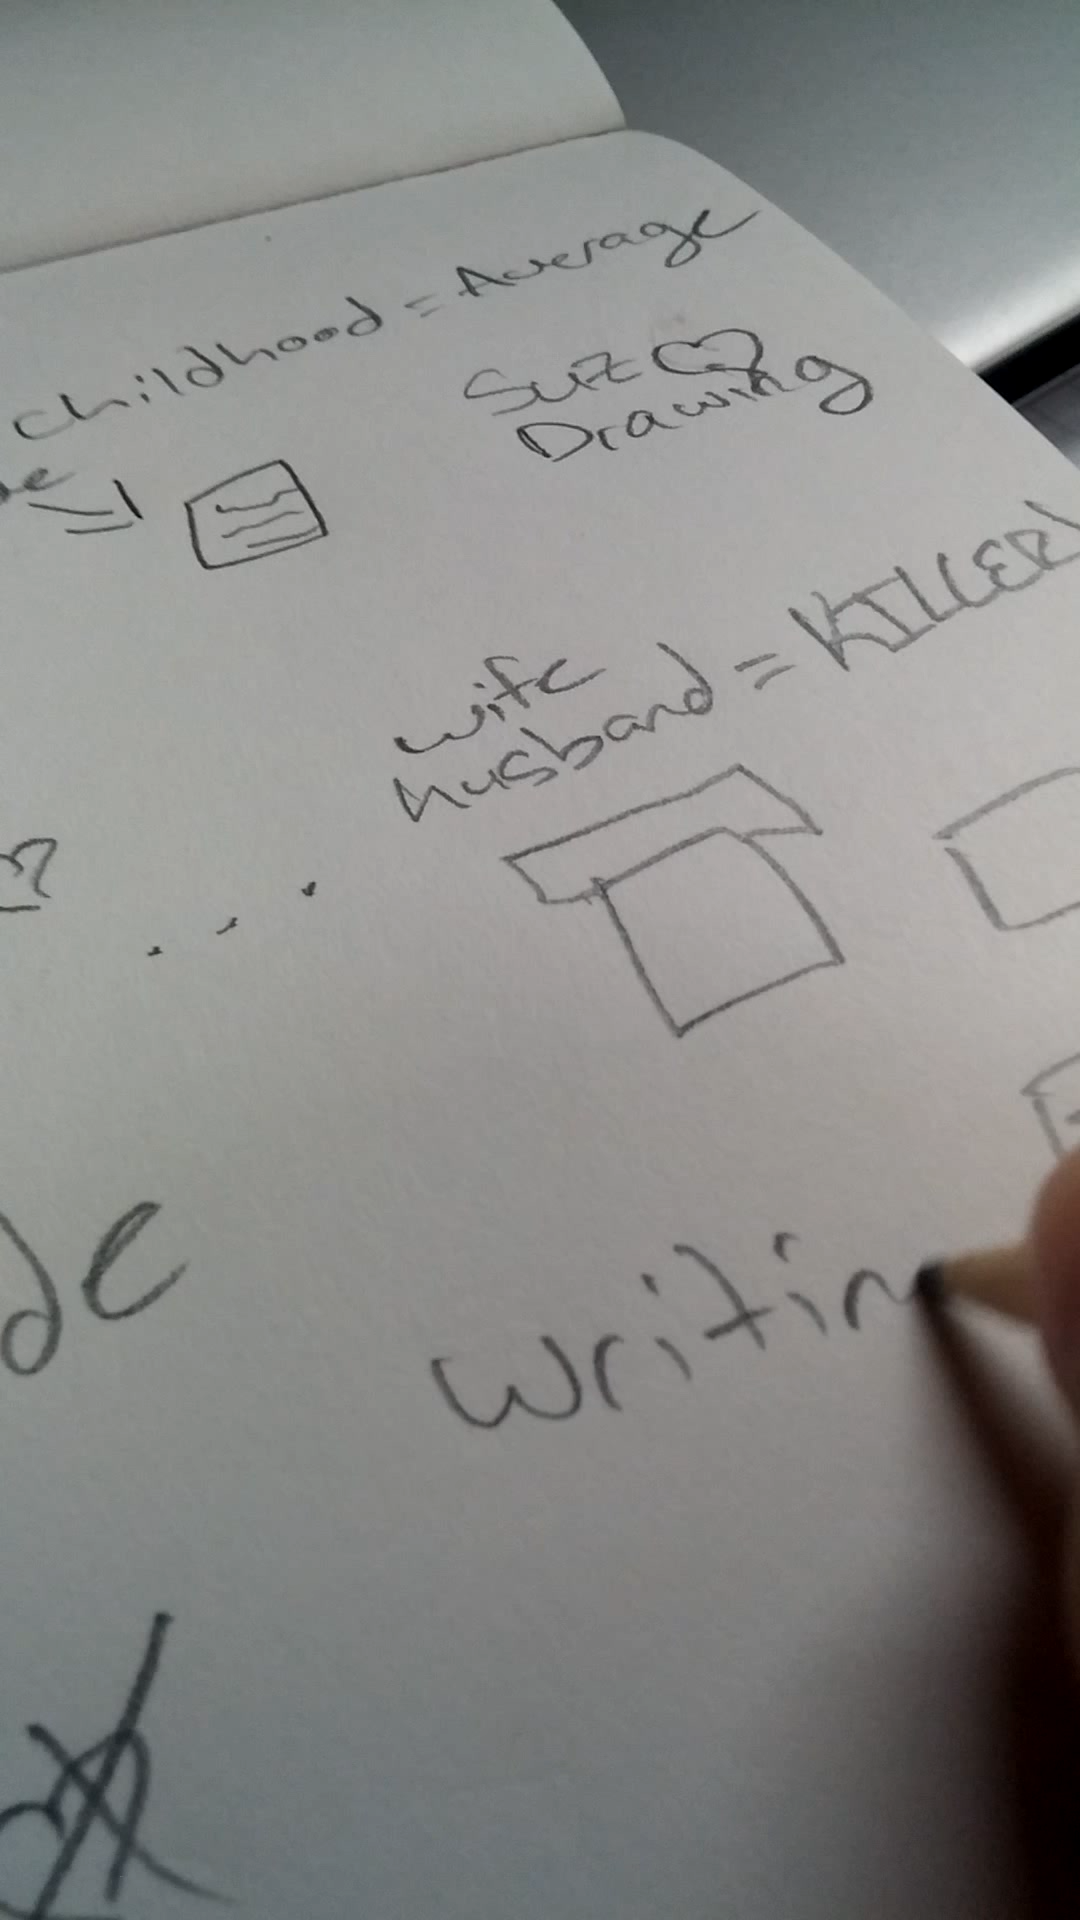 childhood = Average
Suz
Drawing
wife
husband = KILLER
writin